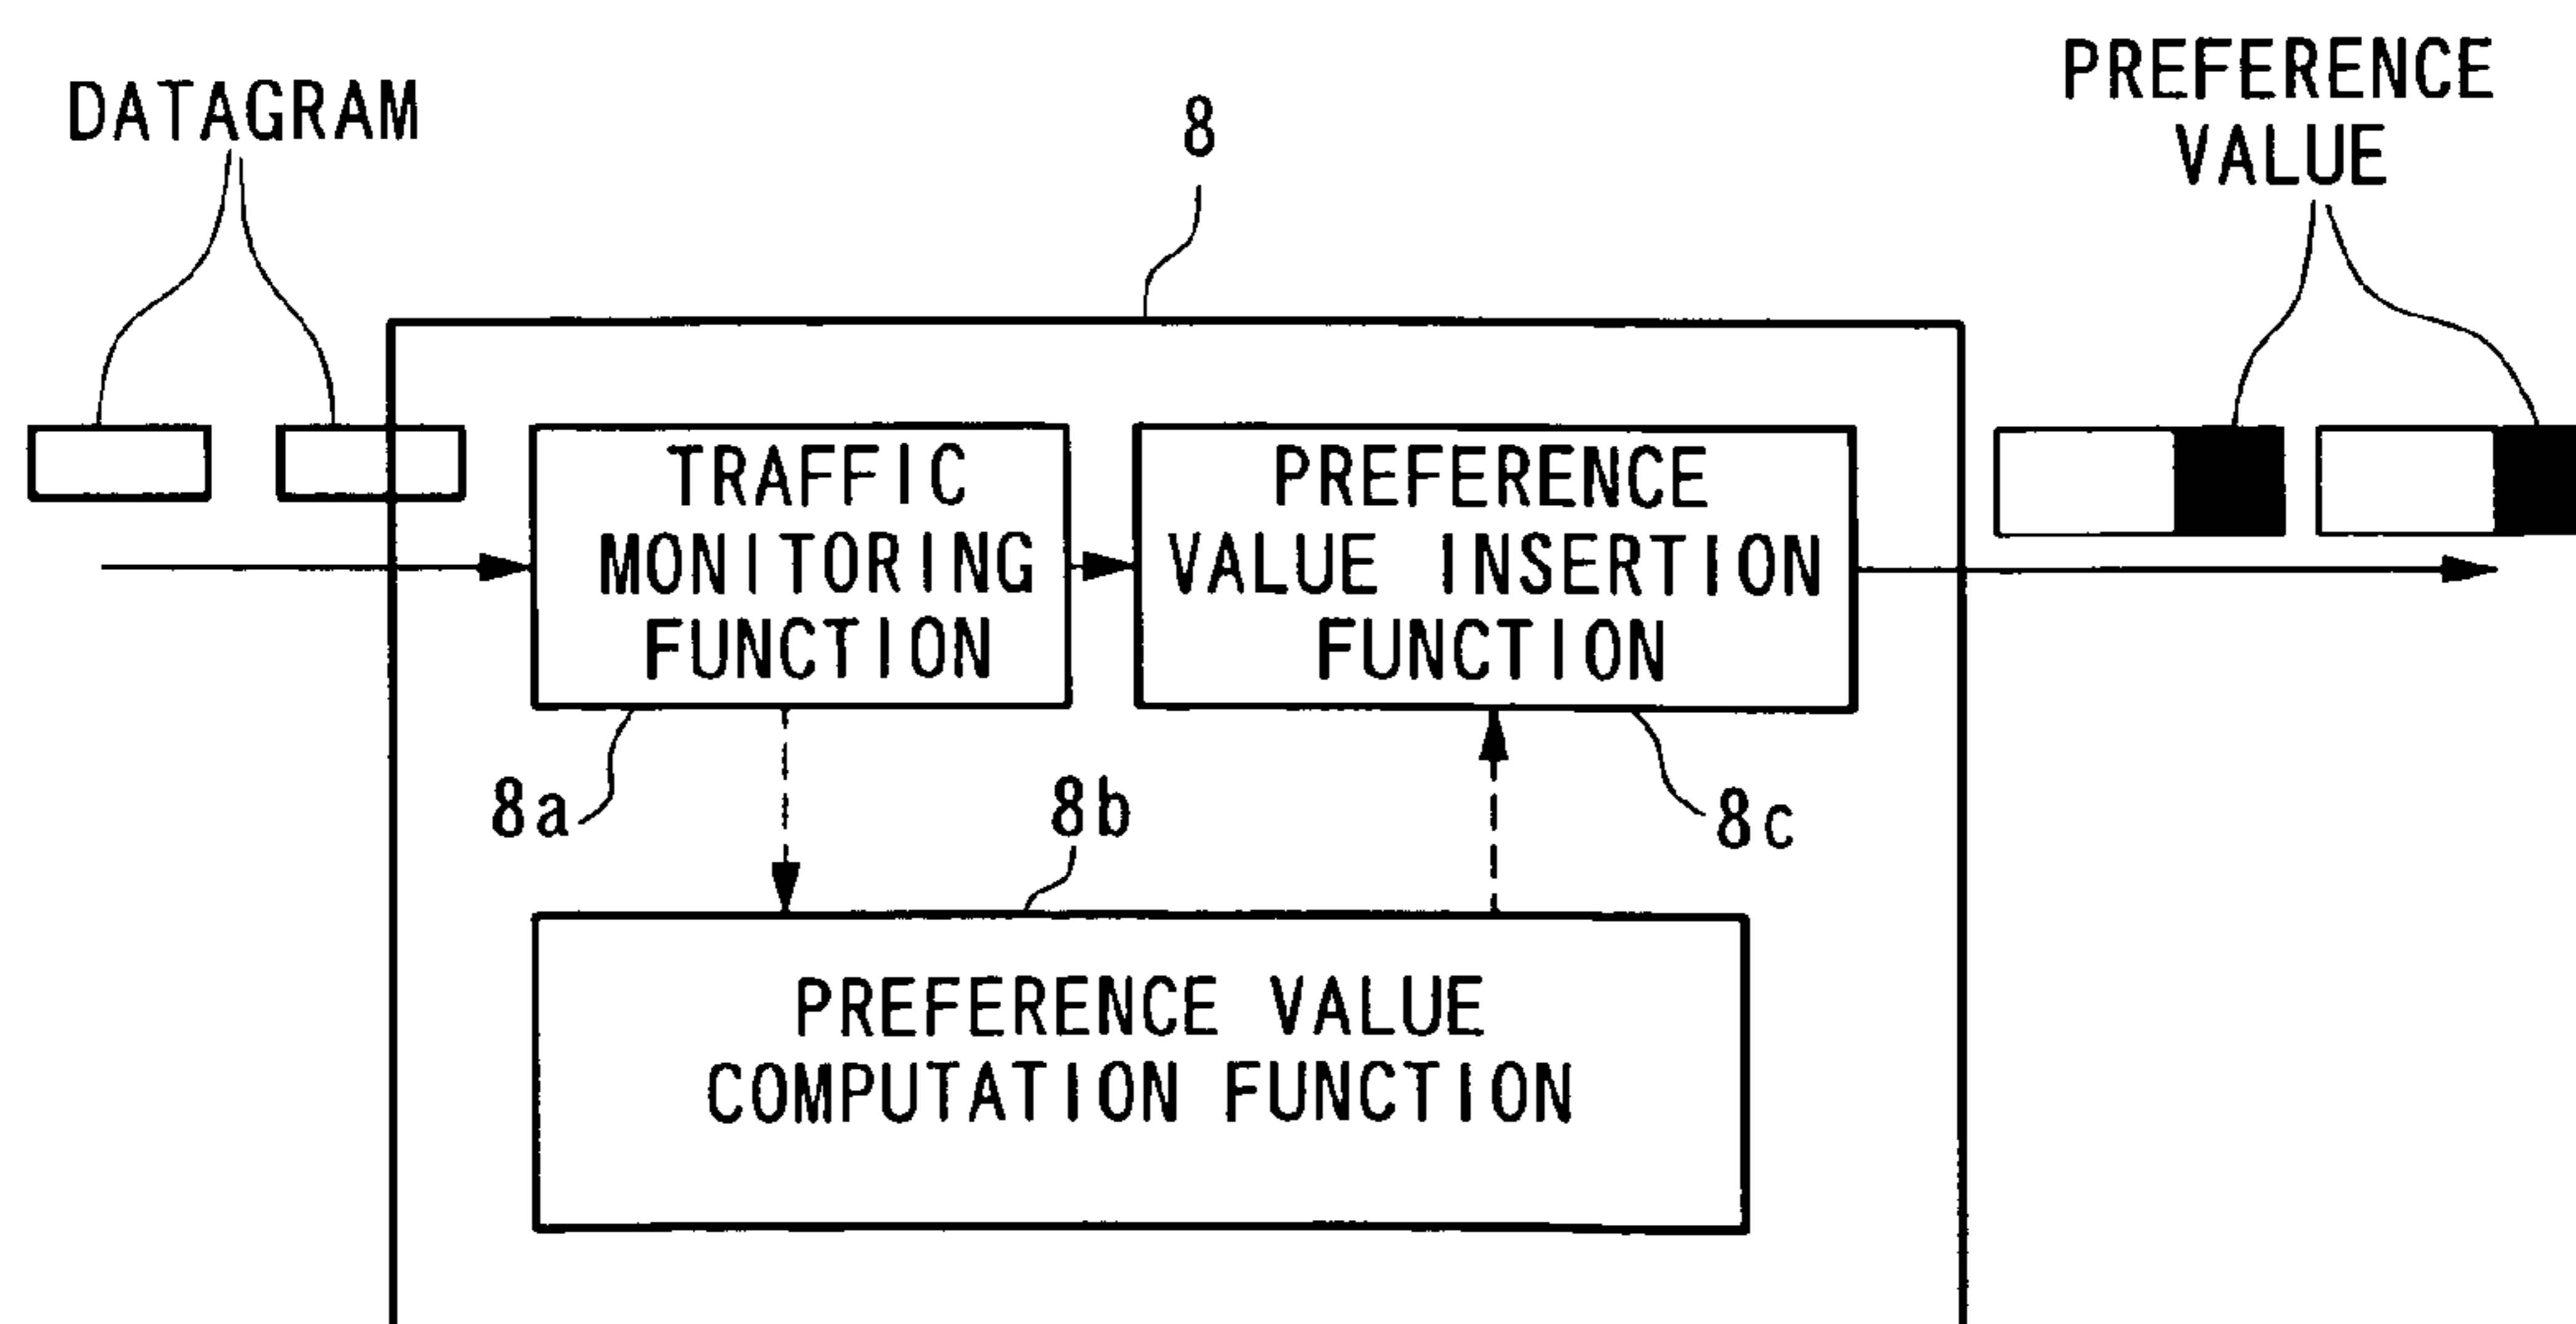 DATAGRAM
8
PREFERENCE
VALUE
TRAFFIC
MONITORING
FUNCTION
PREFERENCE
VALUE INSERTION
FUNCTION
8a
8b
8c
PREFERENCE VALUE
COMPUTATION FUNCTION